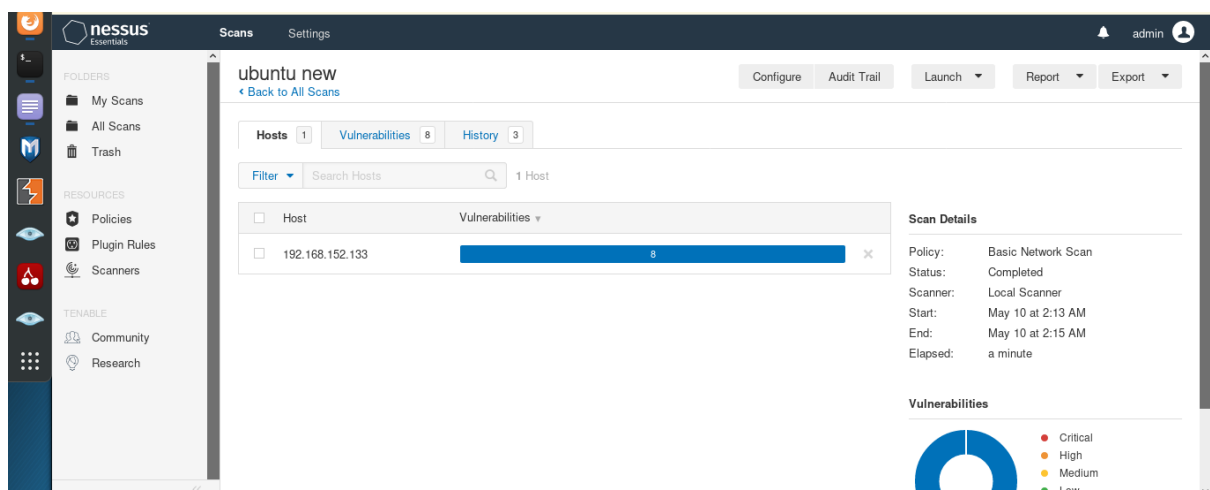 nessus
Essentials
Scans
Settings
admin
FOLDERS
My Scans
All Scans
Trash
RESOURCES
Policies
Plugin Rules
Scanners
TENABLE
Community
Research
ubuntu new
Back to All Scans
Configure
Audit Trail
Launch
Report
Export
Hosts 1
Vulnerabilities 8
History 3
Filter
Search Hosts
1 Host
Host
Vulnerabilities
192.168.152.133
8
Scan Details
Policy: Basic Network Scan
Status: Completed
Scanner: Local Scanner
Start: May 10 at 2:13 AM
End: May 10 at 2:15 AM
Elapsed: a minute
Vulnerabilities
Critical
High
Medium
Low